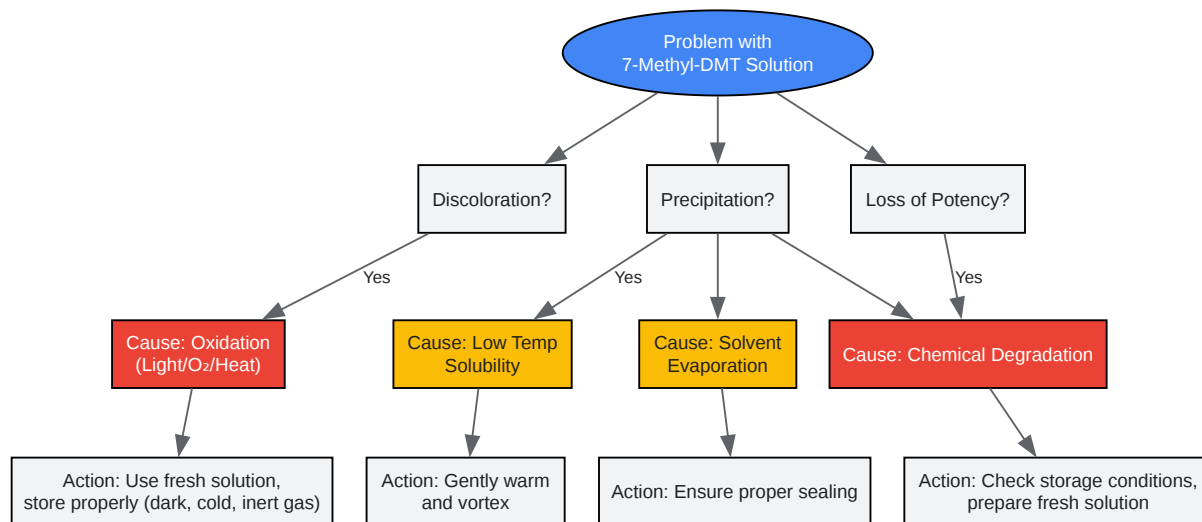 Problem with
7-Methyl-DMT Solution
Discoloration?
Precipitation?
Loss of Potency?
Yes
Yes
Yes
Cause: Oxidation
(Light/O₂/Heat)
Cause: Low Temp
Solubility
Cause: Solvent
Evaporation
Cause: Chemical Degradation
Action: Use fresh solution,
store properly (dark, cold, inert gas)
Action: Gently warm
and vortex
Action: Ensure proper sealing
Action: Check storage conditions,
prepare fresh solution